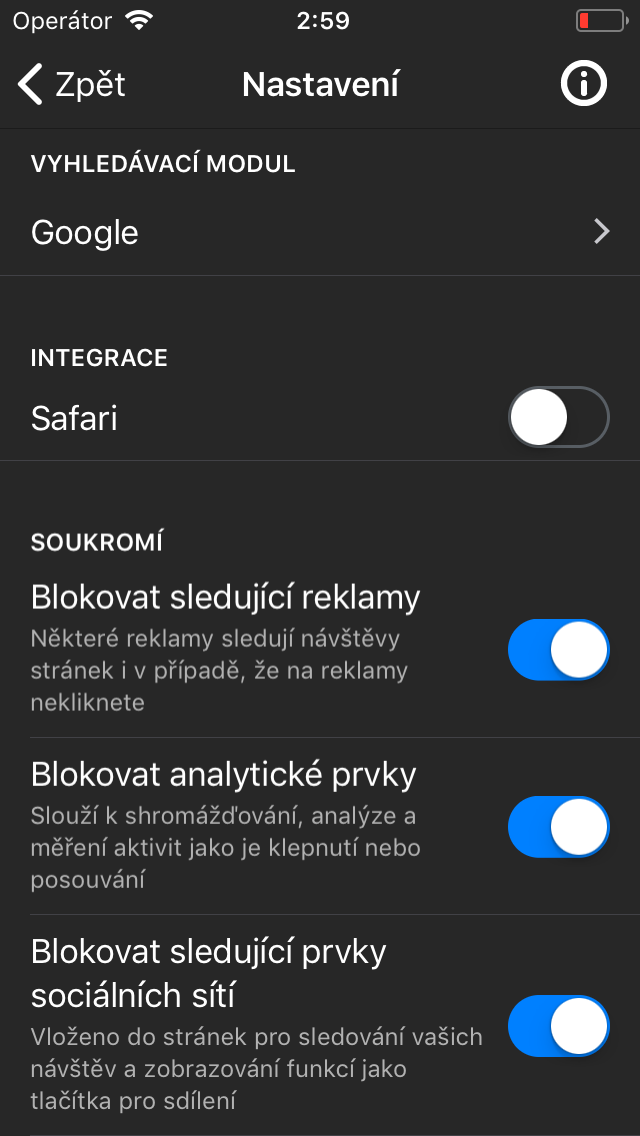 Operátor 2:59
Zpět Nastavení
VYHLEDÁVACÍ MODUL
Google
INTEGRACE
Safari
SOUKROMÍ
Blokovat sledující reklamy
Některé reklamy sledují návštěvy
stránek i v případě, že na reklamy
nekliknete
Blokovat analytické prvky
Slouží k shromážďování, analýze a
měření aktivit jako je klepnutí nebo
posouvání
Blokovat sledující prvky
sociálních sítí
Vloženo do stránek pro sledování vašich
návštěv a zobrazování funkcí jako
tlačítka pro sdílení